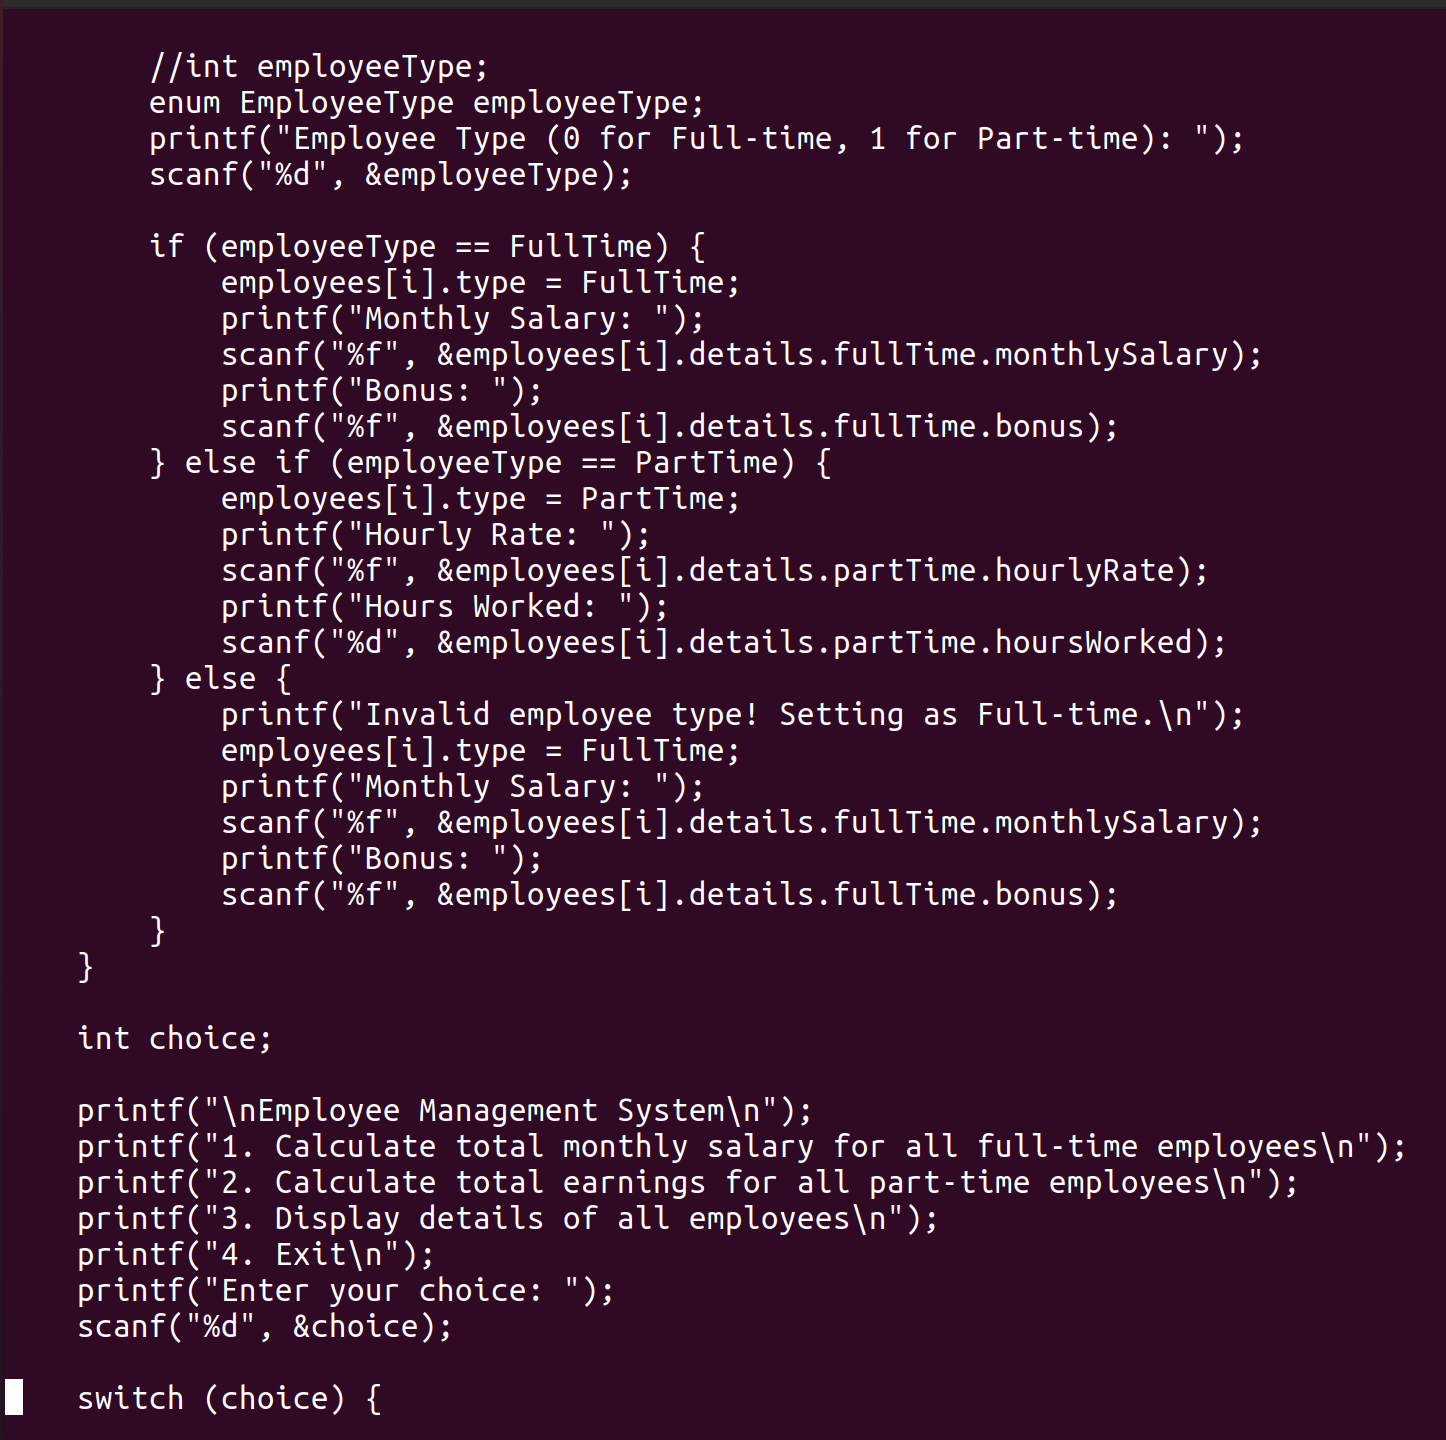 //int employeeType;
enum EmployeeType employeeType;
printf("Employee Type (0 for Full-time, 1 for Part-time): ");
scanf("%d", &employeeType);
if (employeeType == FullTime) {
employees[i].type = FullTime;
printf("Monthly Salary: ");
scanf("%f", &employees[i].details.fullTime.monthlySalary);
printf("Bonus: ");
scanf("%f", &employees[i].details.fullTime.bonus);
} else if (employeeType == PartTime) {
employees[i].type = PartTime;
printf("Hourly Rate: ");
scanf("%f", &employees[i].details.partTime.hourlyRate);
printf("Hours Worked: ");
scanf("%d", &employees[i].details.partTime.hoursWorked);
} else {
printf("Invalid employee type! Setting as Full-time.\n");
employees[i].type = FullTime;
printf("Monthly Salary: ");
scanf("%f", &employees[i].details.fullTime.monthlySalary);
printf("Bonus: ");
scanf("%f", &employees[i].details.fullTime.bonus);
}
}
int choice;
printf("\nEmployee Management System\n");
printf("1. Calculate total monthly salary for all full-time employees\n");
printf("2. Calculate total earnings for all part-time employees\n");
printf("3. Display details of all employees\n");
printf("4. Exit\n");
printf("Enter your choice: ");
scanf("%d", &choice);
switch (choice) {